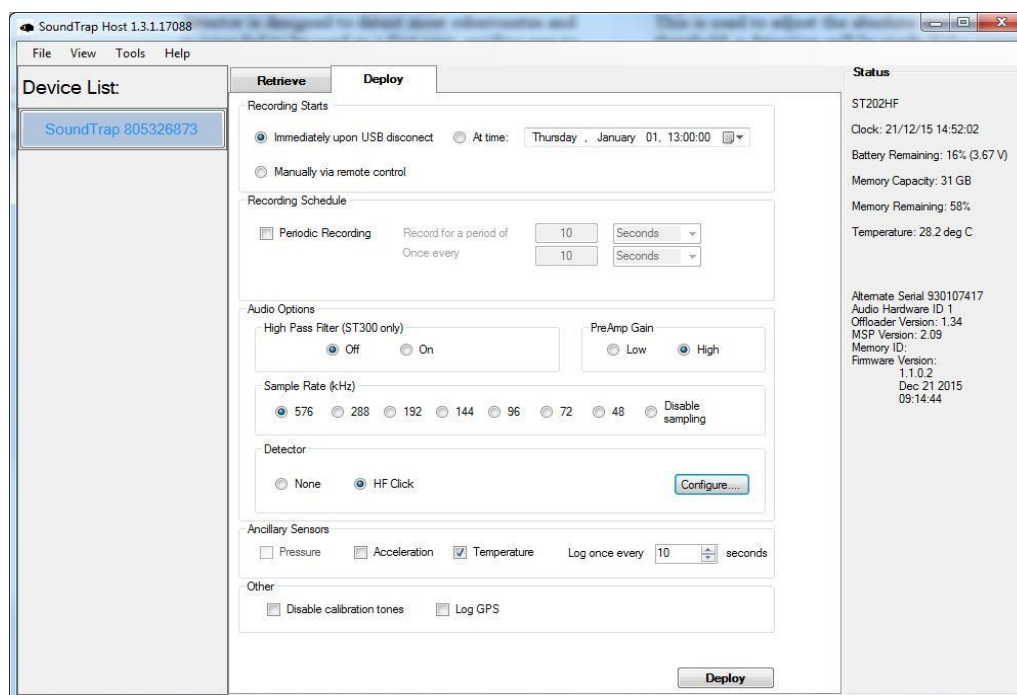 SoundTrap Host 1.3.1.17088
File View Tools Help
Device List:
SoundTrap 805326873
Retrieve Deploy
Recording Starts
Immediately upon USB disconect At time: Thursday , January 01, 13:00:00
Manually via remote control
Recording Schedule
Periodic Recording Record for a period of 10 Seconds
Once every 10 Seconds
Audio Options
High Pass Filter (ST300 only)
Off On
PreAmp Gain
Low High
Sample Rate (kHz)
576 288 192 144 96 72 48 Disable sampling
Detector
None HF Click Configure....
Ancillary Sensors
Pressure Acceleration Temperature Log once every 10 seconds
Other
Disable calibration tones Log GPS
Deploy
Status
ST202HF
Clock: 21/12/15 14:52:02
Battery Remaining: 16% (3.67 V)
Memory Capacity: 31 GB
Memory Remaining: 58%
Temperature: 28.2 deg C
Alternate Serial 930107417
Audio Hardware ID 1
Offloader Version: 1.34
MSP Version: 2.09
Memory ID:
Firmware Version:
1.1.0.2
Dec 21 2015
09:14:44